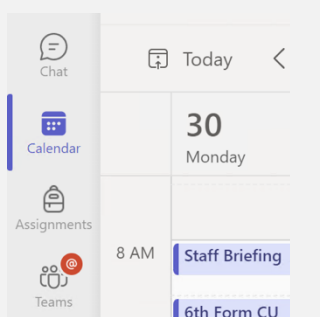 Chat
Calendar
Assignments
@
Teams
Today
30
Monday
8 AM
Staff Briefing
6th Form CU